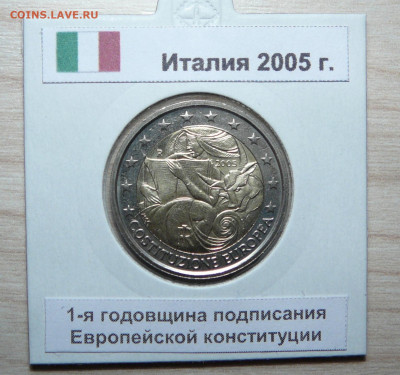 COINS.LAVE.RU
Италия 2005 г.
2005
COSTITUZIONE EUROPEA
1-я годовщина подписания
Европейской конституции